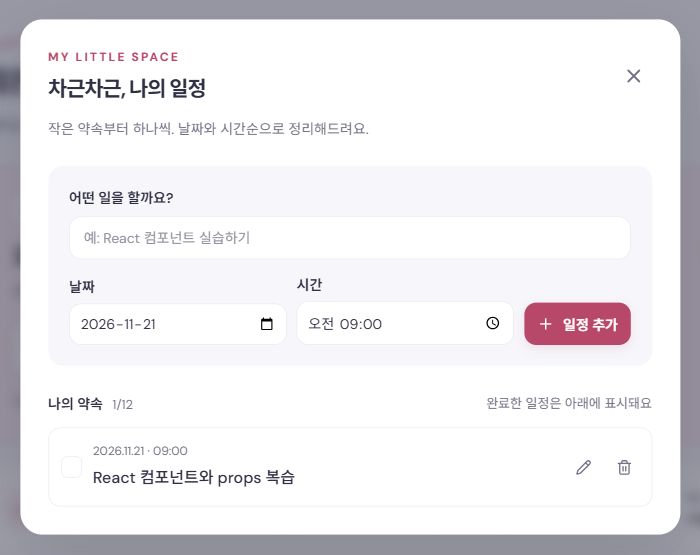 MY LITTLE SPACE
차근차근, 나의 일정
작은 약속부터 하나씩. 날짜와 시간순으로 정리해드려요.
어떤 일을 할까요?
예: React 컴포넌트 실습하기
날짜
시간
2026-11-21
오전 09:00
일정 추가
나의 약속 1/12
완료한 일정은 아래에 표시돼요
2026.11.21 · 09:00
React 컴포넌트와 props 복습